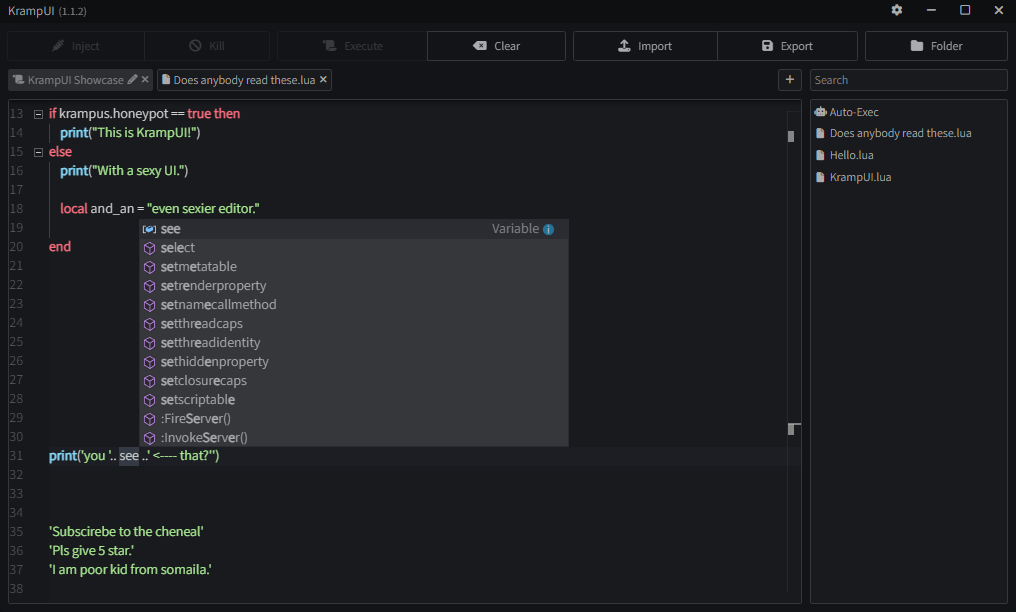 KrampUI (1.1.2)
Inject Kill Execute Clear Import Export Folder
KrampUI Showcase Does anybody read these.lua + Search
13 if krampus.honeypot == true then
14 print("This is KrampUI!")
15 else
16 print("With a sexy UI.")
17
18 local and_an = "even sexier editor."
19
20 end
21
22
23
24
25
26
27
28
29
30
see Variable
select
setmetatable
setrenderproperty
setnamecallmethod
setthreadcaps
setthreadidentity
sethiddenproperty
setclosurecaps
setscriptable
:FireServer()
:InvokeServer()
31 print('you '.. see ..' <---- that?'')
32
33
34
35 'Subscirebe to the cheneal'
36 'Pls give 5 star.'
37 'I am poor kid from somaila.'
38
Auto-Exec
Does anybody read these.lua
Hello.lua
KrampUI.lua